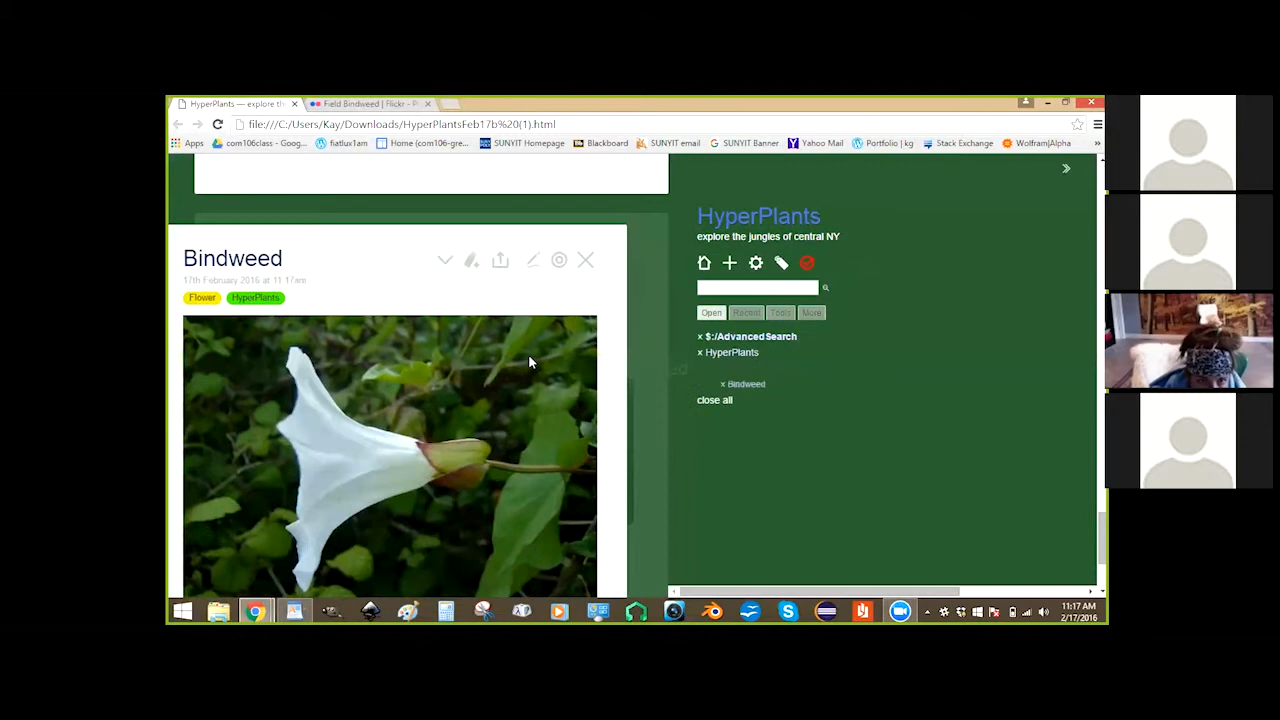 HyperPlants — explore th
Field Bindweed | Flickr - P
file:///C:/Users/Kay/Downloads/HyperPlantsFeb17b%20(1).html
Apps com106class - Goog... fiatlux1am Home (com106-gre... SUNYIT Homepage Blackboard SUNYIT email SUNYIT Banner Yahoo Mail Portfolio | kg Stack Exchange Wolfram|Alpha »
Bindweed
17th February 2016 at 11:17am
Flower HyperPlants
HyperPlants
explore the jungles of central NY
Open Recent Tools More
x $:/AdvancedSearch
x HyperPlants
x Bindweed
close all
11:17 AM
2/17/2016